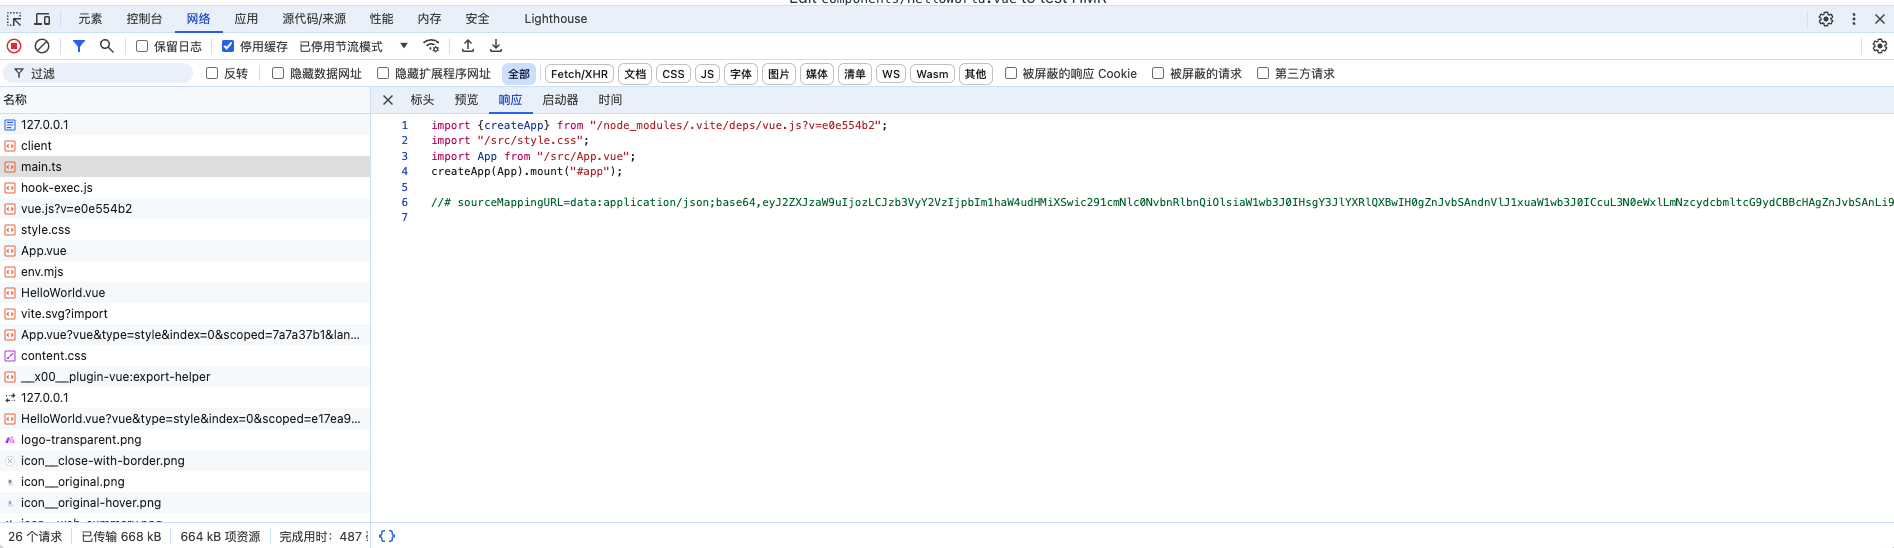 Edit components/HelloWorld.vue to test HMR
元素 控制台 网络 应用 源代码/来源 性能 内存 安全 Lighthouse
保留日志 停用缓存 已停用节流模式
过滤 反转 隐藏数据网址 隐藏扩展程序网址 全部 Fetch/XHR 文档 CSS JS 字体 图片 媒体 清单 WS Wasm 其他 被屏蔽的响应 Cookie 被屏蔽的请求 第三方请求
名称
127.0.0.1
client
main.ts
hook-exec.js
vue.js?v=e0e554b2
style.css
App.vue
env.mjs
HelloWorld.vue
vite.svg?import
App.vue?vue&type=style&index=0&scoped=7a7a37b1&lan...
content.css
__x00__plugin-vue:export-helper
127.0.0.1
HelloWorld.vue?vue&type=style&index=0&scoped=e17ea9...
logo-transparent.png
icon__close-with-border.png
icon__original.png
icon__original-hover.png
26 个请求 已传输 668 kB 664 kB 项资源 完成用时：487
标头 预览 响应 启动器 时间
1 import {createApp} from "/node_modules/.vite/deps/vue.js?v=e0e554b2";
2 import "/src/style.css";
3 import App from "/src/App.vue";
4 createApp(App).mount("#app");
5
6 //# sourceMappingURL=data:application/json;base64,eyJ2ZXJzaW9uIjozLCJzb3VyY2VzIjpbIm1haW4udHMiXSwic291cmNlc0NvbnRlbnQiOlsiaW1wb3J0IHsgY3JlYXRlQXBwIH0gZnJvbSAndnVlJ1xuaW1wb3J0ICcuL3N0eWxlLmNzcydcbmltcG9ydCBBcHAgZnJvbSAnLi9
7
{}